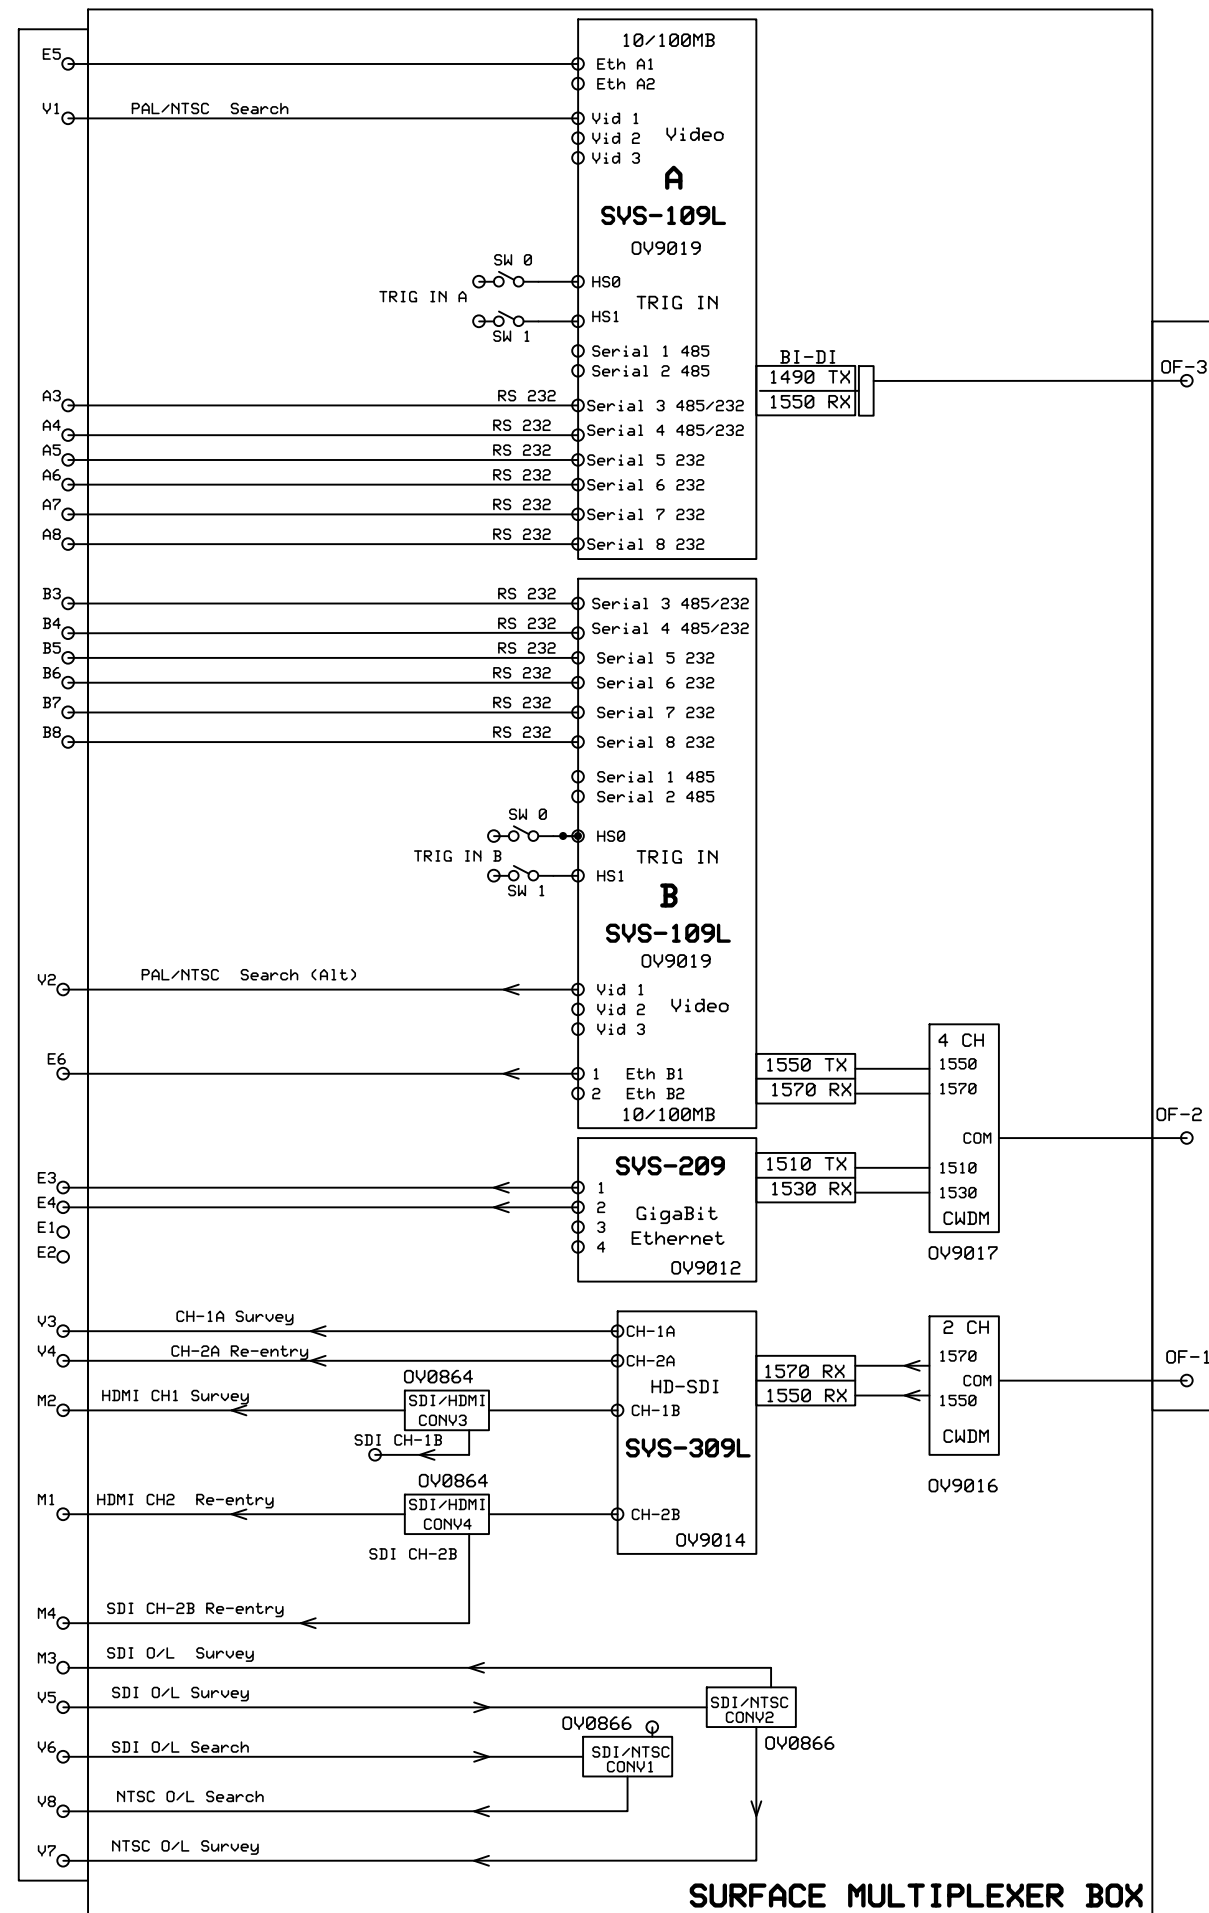 10/100MB
E5
Eth A1
Eth A2
V1
PAL/NTSC Search
Vid 1
Vid 2
Video
Vid 3
A
SVS-109L
OV9019
SW 0
HS0
TRIG IN A
TRIG IN
HS1
SW 1
Serial 1 485
Serial 2 485
BI-DI
1490 TX
1550 RX
OF-3
A3
RS 232
Serial 3 485/232
A4
RS 232
Serial 4 485/232
A5
RS 232
Serial 5 232
A6
RS 232
Serial 6 232
A7
RS 232
Serial 7 232
A8
RS 232
Serial 8 232
B3
RS 232
Serial 3 485/232
B4
RS 232
Serial 4 485/232
B5
RS 232
Serial 5 232
B6
RS 232
Serial 6 232
B7
RS 232
Serial 7 232
B8
RS 232
Serial 8 232
Serial 1 485
Serial 2 485
SW 0
HS0
TRIG IN B
TRIG IN
HS1
SW 1
B
SVS-109L
OV9019
V2
PAL/NTSC Search (Alt)
Vid 1
Vid 2
Video
Vid 3
E6
1 Eth B1
2 Eth B2
10/100MB
1550 TX
1570 RX
4 CH
1550
1570
COM
1510
1530
CWDM
OV9017
OF-2
SVS-209
1510 TX
1530 RX
E3
1
E4
2
E1
3
E2
4
GigaBit
Ethernet
OV9012
V3
CH-1A Survey
CH-1A
V4
CH-2A Re-entry
CH-2A
HD-SDI
1570 RX
1550 RX
2 CH
1570
COM
1550
CWDM
OV9016
OF-1
M2
HDMI CH1 Survey
OV0864
SDI/HDMI
CONV3
CH-1B
SDI CH-1B
SVS-309L
OV0864
M1
HDMI CH2 Re-entry
SDI/HDMI
CONV4
CH-2B
OV9014
SDI CH-2B
M4
SDI CH-2B Re-entry
M3
SDI O/L Survey
V5
SDI O/L Survey
SDI/NTSC
CONV2
OV0866
V6
SDI O/L Search
OV0866
SDI/NTSC
CONV1
V8
NTSC O/L Search
V7
NTSC O/L Survey
SURFACE MULTIPLEXER BOX